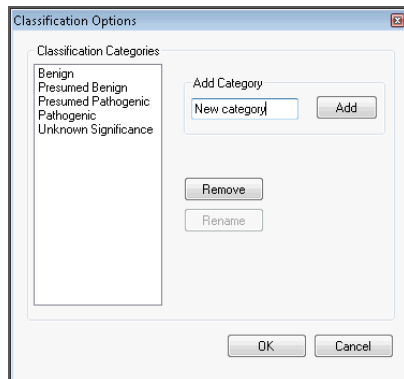 Classification Options
Classification Categories
Benign
Presumed Benign
Presumed Pathogenic
Pathogenic
Unknown Significance
Add Category
New category
Add
Remove
Rename
OK
Cancel